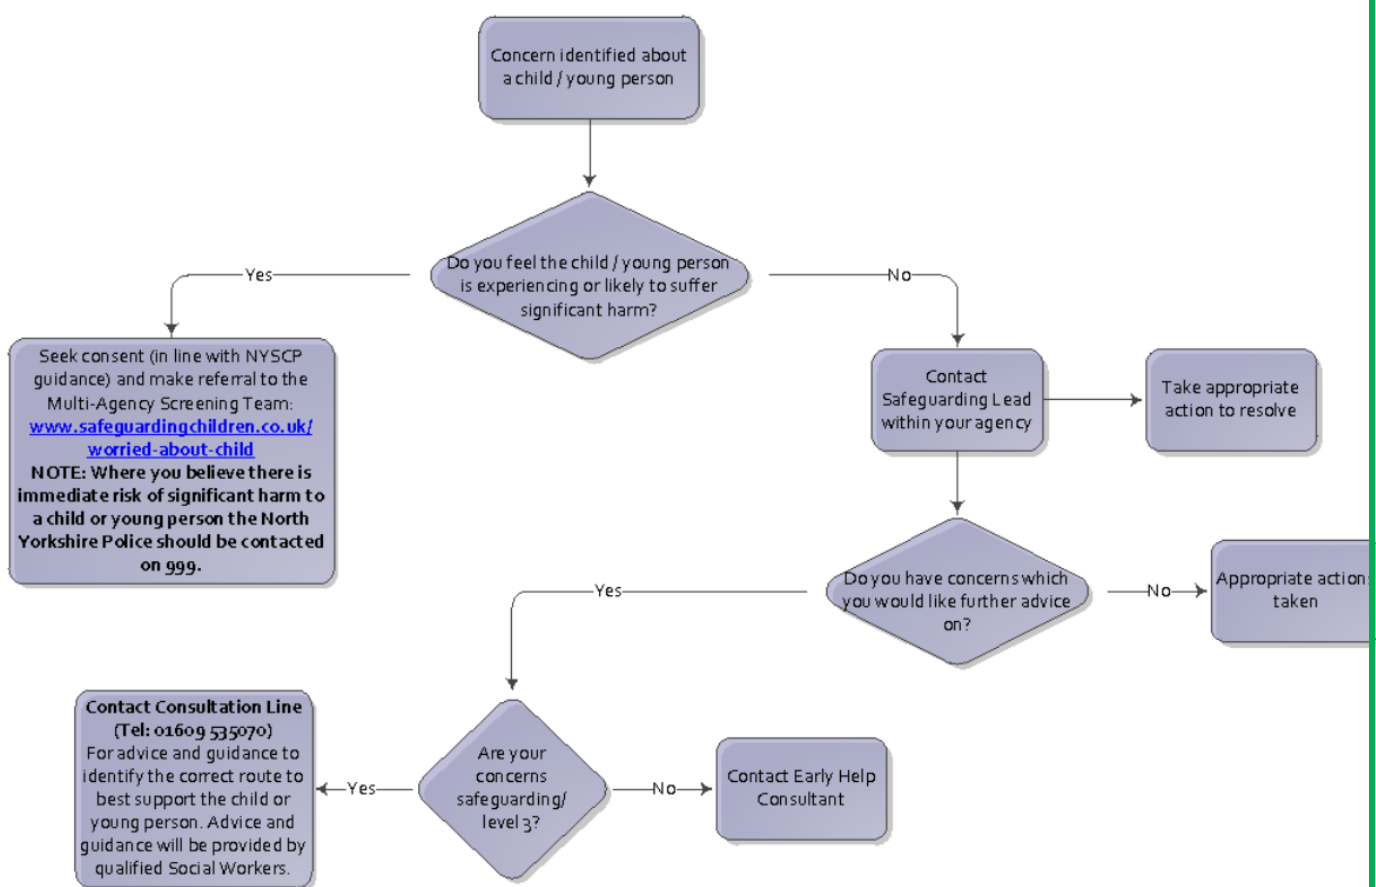 Concern identified about
a child / young person
Do you feel the child / young person
is experiencing or likely to suffer
significant harm?
Yes
No
Seek consent (in line with NYSCP
guidance) and make referral to the
Multi-Agency Screening Team:
www.safeguardingchildren.co.uk/
worried-about-child
NOTE: Where you believe there is
immediate risk of significant harm to
a child or young person the North
Yorkshire Police should be contacted
on 999.
Contact
Safeguarding Lead
within your agency
Take appropriate
action to resolve
Do you have concerns which
you would like further advice
on?
Yes
No
Appropriate actions
taken
Are your
concerns
safeguarding/
level 3?
Yes
No
Contact Consultation Line
(Tel: 01609 535070)
For advice and guidance to
identify the correct route to
best support the child or
young person. Advice and
guidance will be provided by
qualified Social Workers.
Contact Early Help
Consultant